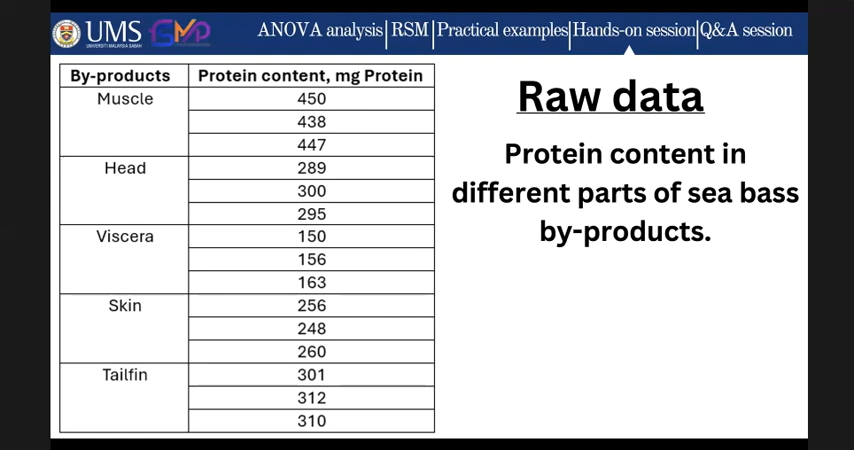 UMS
UNIVERSITI MALAYSIA SABAH
GMP
ANOVA analysis| RSM |Practical examples|Hands-on session|Q&A session
By-products Protein content, mg Protein
Muscle 450
438
447
Head 289
300
295
Viscera 150
156
163
Skin 256
248
260
Tailfin 301
312
310
Raw data
Protein content in
different parts of sea bass
by-products.